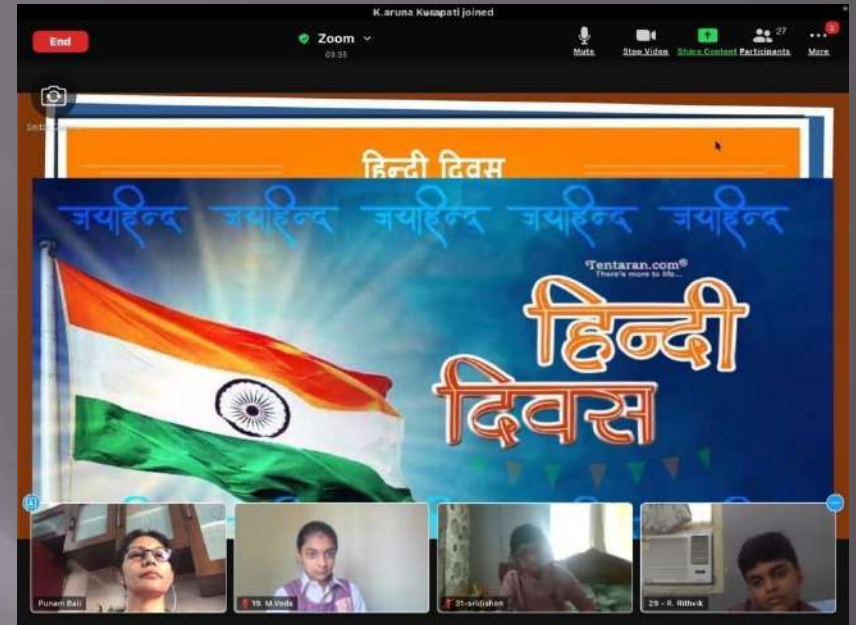 K.aruna Kurapati joined
End
Zoom
03:35
Mute
Stop Video
Share Content
27
Participants
2
More
हिन्दी दिवस
जयहिन्द जयहिन्द जयहिन्द जयहिन्द जयहिन्द
Tentaran.com®
There's more to life...
हिन्दी
दिवस
Punam Bali
19. M.Veda
31-sridishan
29 - R. Rithvik